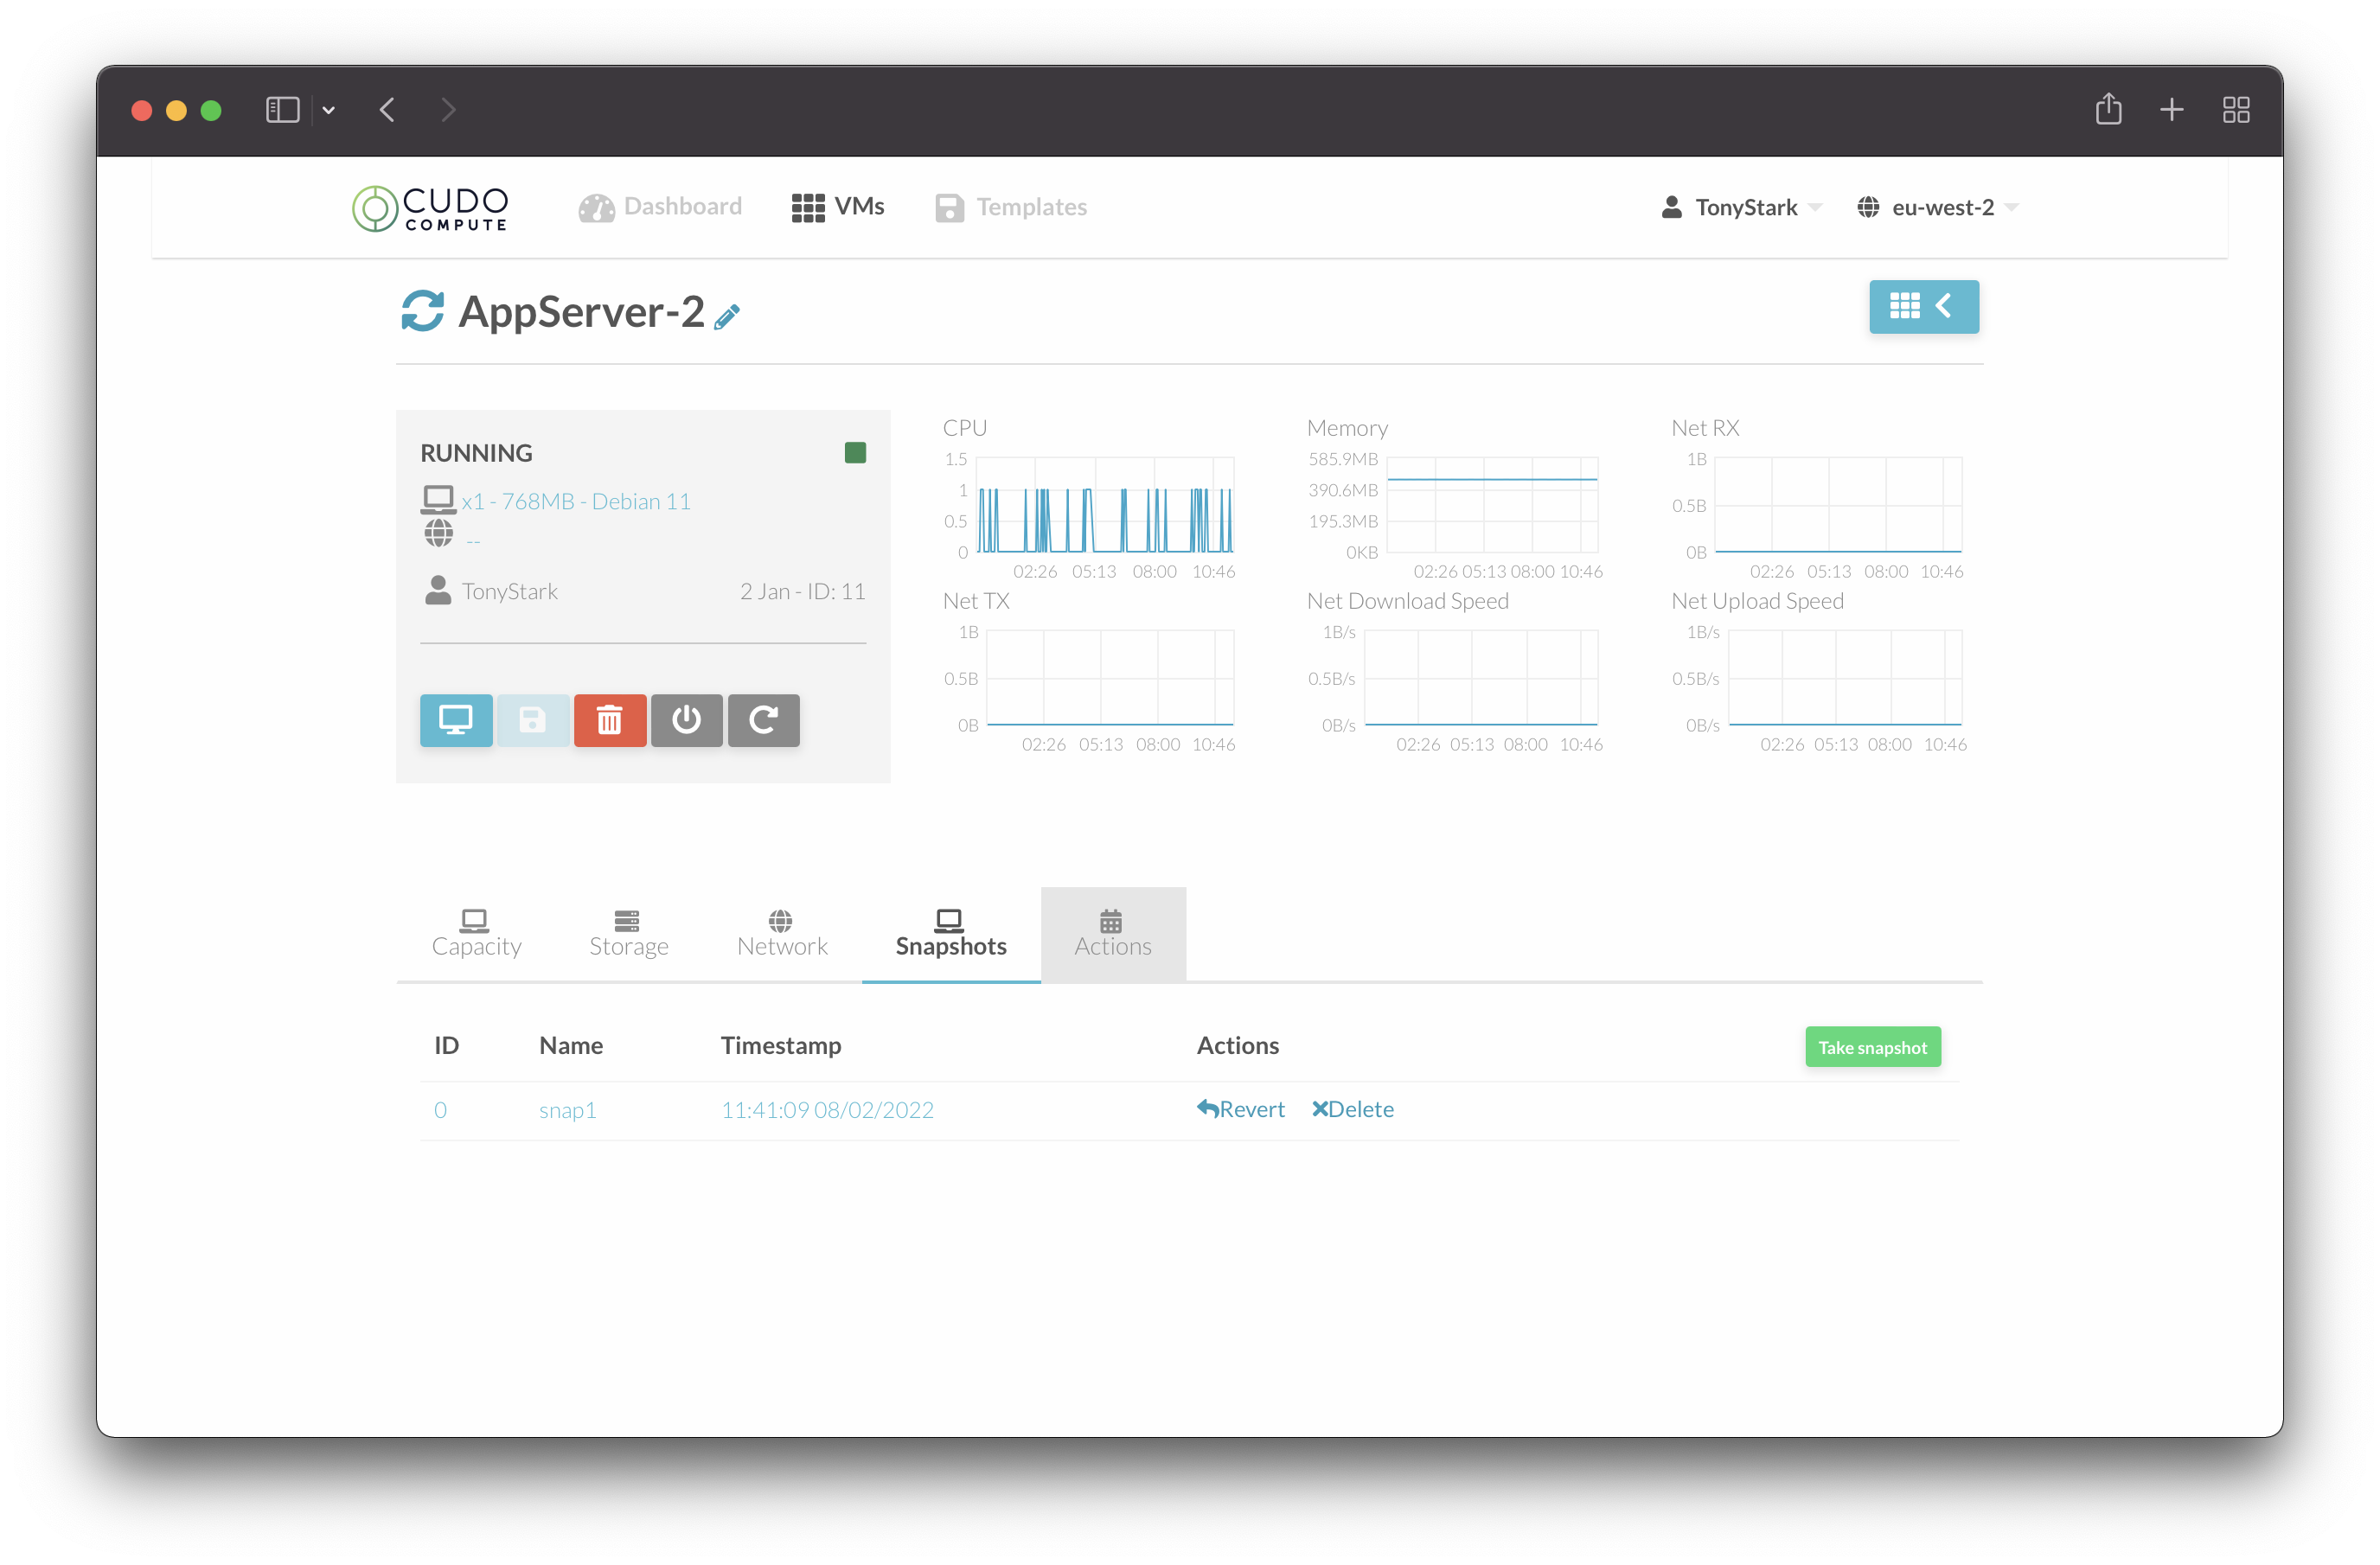 CUDO
COMPUTE
Dashboard
VMs
Templates
TonyStark
eu-west-2
AppServer-2
RUNNING
x1 - 768MB - Debian 11
--
TonyStark
2 Jan - ID: 11
CPU
1.5
1
0.5
0
02:26 05:13 08:00 10:46
Memory
585.9MB
390.6MB
195.3MB
0KB
02:26 05:13 08:00 10:46
Net RX
1B
0.5B
0B
02:26 05:13 08:00 10:46
Net TX
1B
0.5B
0B
02:26 05:13 08:00 10:46
Net Download Speed
1B/s
0.5B/s
0B/s
02:26 05:13 08:00 10:46
Net Upload Speed
1B/s
0.5B/s
0B/s
02:26 05:13 08:00 10:46
Capacity
Storage
Network
Snapshots
Actions
ID Name Timestamp Actions
Take snapshot
0 snap1 11:41:09 08/02/2022 Revert Delete